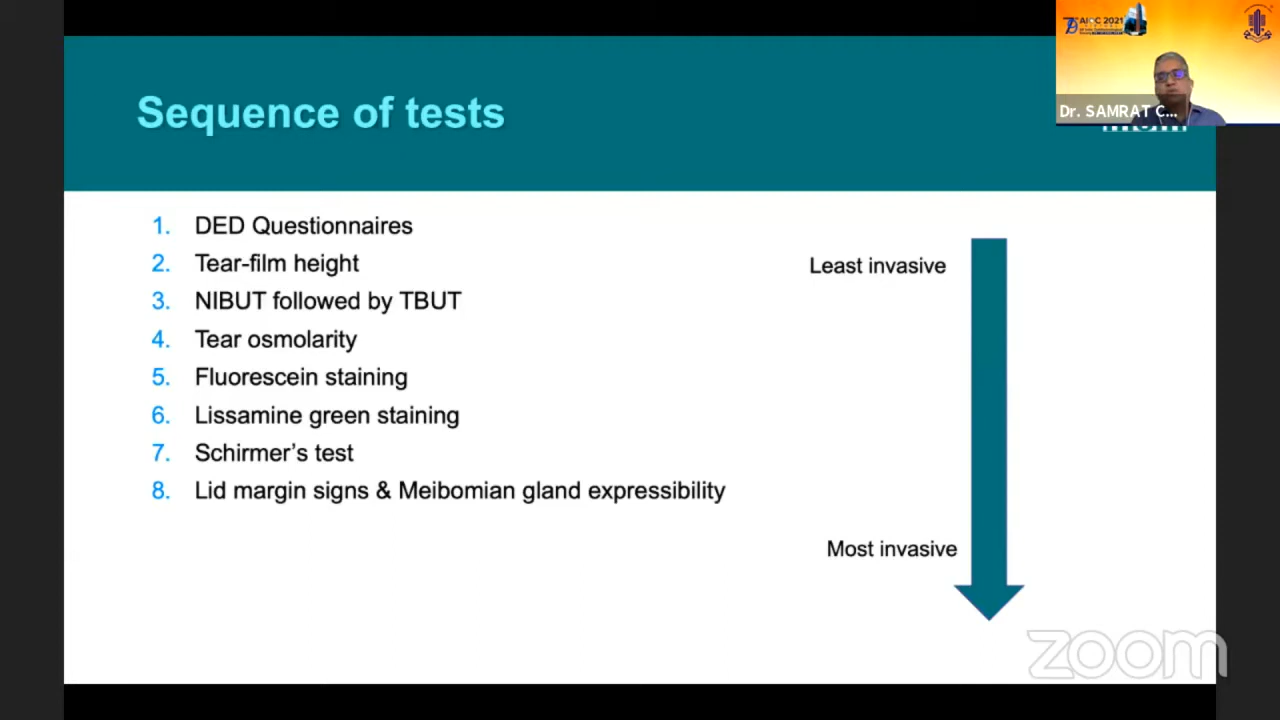 AIOC 2021
Dr. SAMRAT C...
Sequence of tests
1. DED Questionnaires
2. Tear-film height
3. NIBUT followed by TBUT
4. Tear osmolarity
5. Fluorescein staining
6. Lissamine green staining
7. Schirmer's test
8. Lid margin signs & Meibomian gland expressibility
Least invasive
Most invasive
zoom